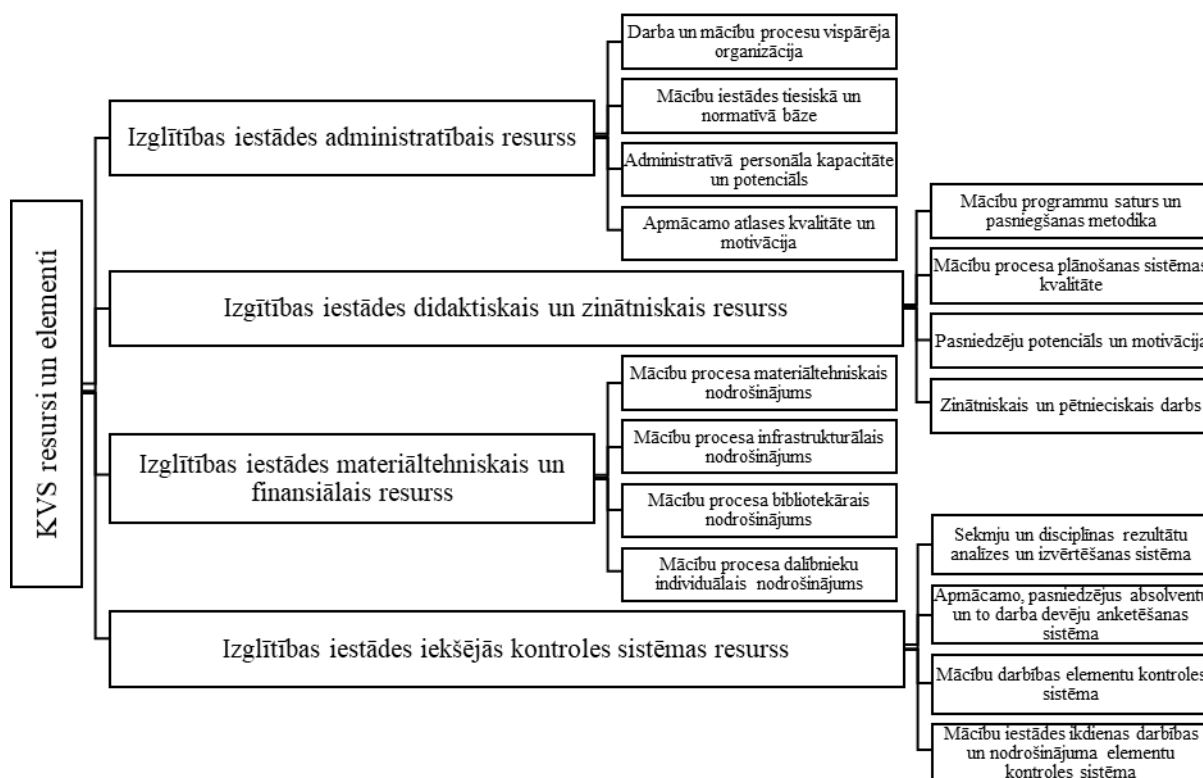 KVS resursi un elementi
Izglītības iestādes administratībais resurss
Darba un mācību procesu vispārēja
organizācija
Mācību iestādes tiesiskā un
normatīvā bāze
Administratīvā personāla kapacitāte
un potenciāls
Apmācamo atlases kvalitāte un
motivācija
Izgītības iestādes didaktiskais un zinātniskais resurss
Mācību programmu saturs un
pasniegšanas metodika
Mācību procesa plānošanas sistēmas
kvalitāte
Pasniedzēju potenciāls un motivācija
Zinātniskais un pētnieciskais darbs
Izglītības iestādes materiāltehniskais un
finansiālais resurss
Mācību procesa materiāltehniskais
nodrošinājums
Mācību procesa infrastrukturālais
nodrošinājums
Mācību procesa bibliotekārais
nodrošinājums
Mācību procesa dalībnieku
individuālais nodrošinājums
Izglītības iestādes iekšējās kontroles sistēmas resurss
Sekmju un disciplīnas rezultātu
analīzes un izvērtēšanas sistēma
Apmācamo, pasniedzējus absolventu
un to darba devēju anketēšanas
sistēma
Mācību darbības elementu kontroles
sistēma
Mācību iestādes ikdienas darbības
un nodrošinājuma elementu
kontroles sistēma